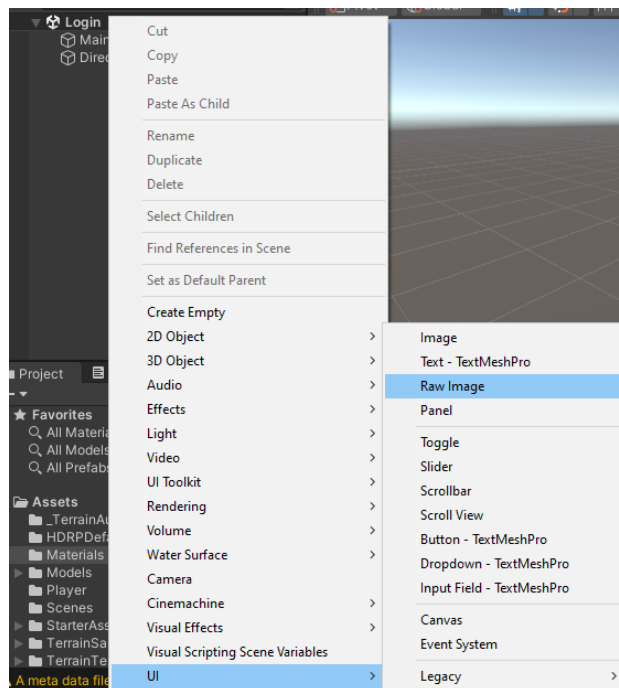 Login
Main
Direc
Cut
Copy
Paste
Paste As Child
Rename
Duplicate
Delete
Select Children
Find References in Scene
Set as Default Parent
Create Empty
2D Object
3D Object
Audio
Effects
Light
Video
UI Toolkit
Rendering
Volume
Water Surface
Camera
Cinemachine
Visual Effects
Visual Scripting Scene Variables
UI
Image
Text - TextMeshPro
Raw Image
Panel
Toggle
Slider
Scrollbar
Scroll View
Button - TextMeshPro
Dropdown - TextMeshPro
Input Field - TextMeshPro
Canvas
Event System
Legacy
Project
Favorites
All Materia
All Models
All Prefabs
Assets
_TerrainAu
HDRPDefa
Materials
Models
Player
Scenes
StarterAss
TerrainSa
TerrainTe
A meta data file